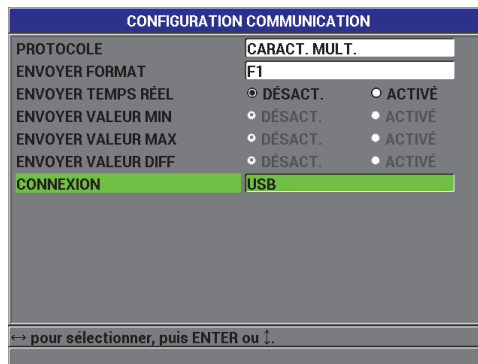 CONFIGURATION COMMUNICATION
PROTOCOLE CARACT. MULT.
ENVOYER FORMAT F1
ENVOYER TEMPS RÉEL DÉSACT. ACTIVÉ
ENVOYER VALEUR MIN DÉSACT. ACTIVÉ
ENVOYER VALEUR MAX DÉSACT. ACTIVÉ
ENVOYER VALEUR DIFF DÉSACT. ACTIVÉ
CONNEXION USB
↔ pour sélectionner, puis ENTER ou ↕.